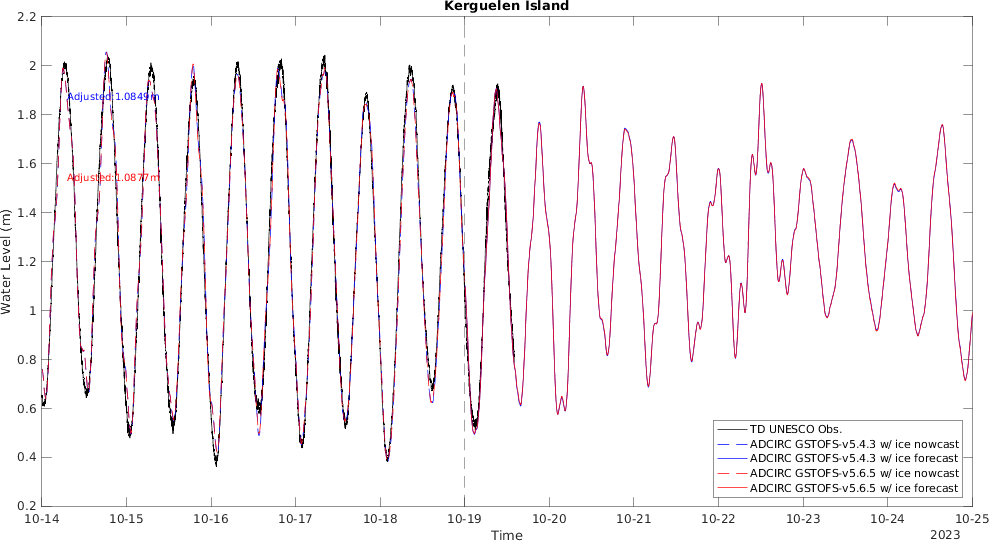 Kerguelen Island
2.2
2
1.8
1.6
1.4
1.2
1
0.8
0.6
0.4
0.2
Water Level (m)
Adjusted:1.0849m
Adjusted:1.0877m
TD UNESCO Obs.
ADCIRC GSTOFS-v5.4.3 w/ ice nowcast
ADCIRC GSTOFS-v5.4.3 w/ ice forecast
ADCIRC GSTOFS-v5.6.5 w/ ice nowcast
ADCIRC GSTOFS-v5.6.5 w/ ice forecast
10-14 10-15 10-16 10-17 10-18 10-19 10-20 10-21 10-22 10-23 10-24 10-25
Time
2023